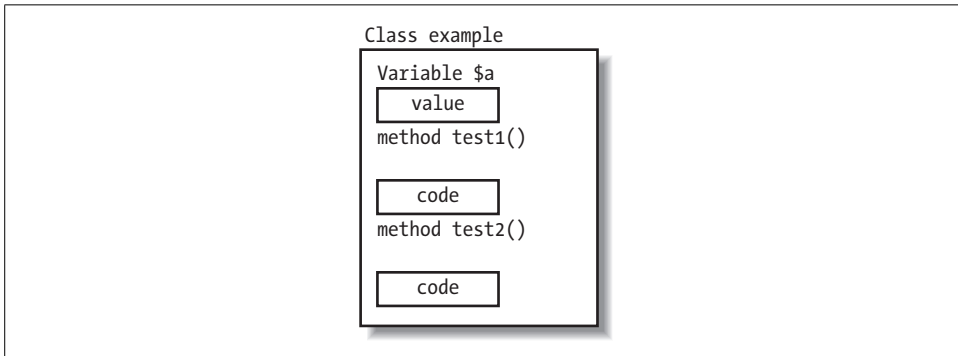 Class example
Variable $a
value
method test1()
code
method test2()
code